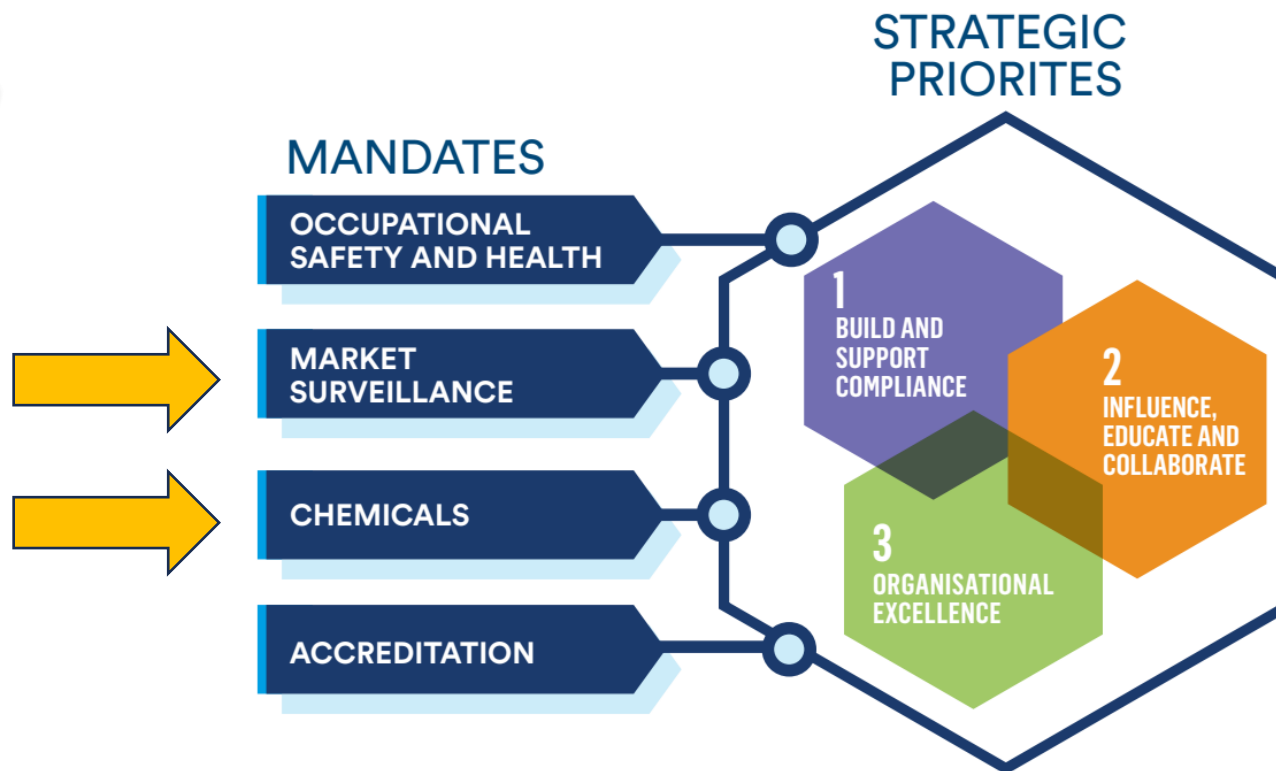 STRATEGIC
PRIORITES
MANDATES
OCCUPATIONAL
SAFETY AND HEALTH
MARKET
SURVEILLANCE
CHEMICALS
ACCREDITATION
1
BUILD AND
SUPPORT
COMPLIANCE
2
INFLUENCE,
EDUCATE AND
COLLABORATE
3
ORGANISATIONAL
EXCELLENCE